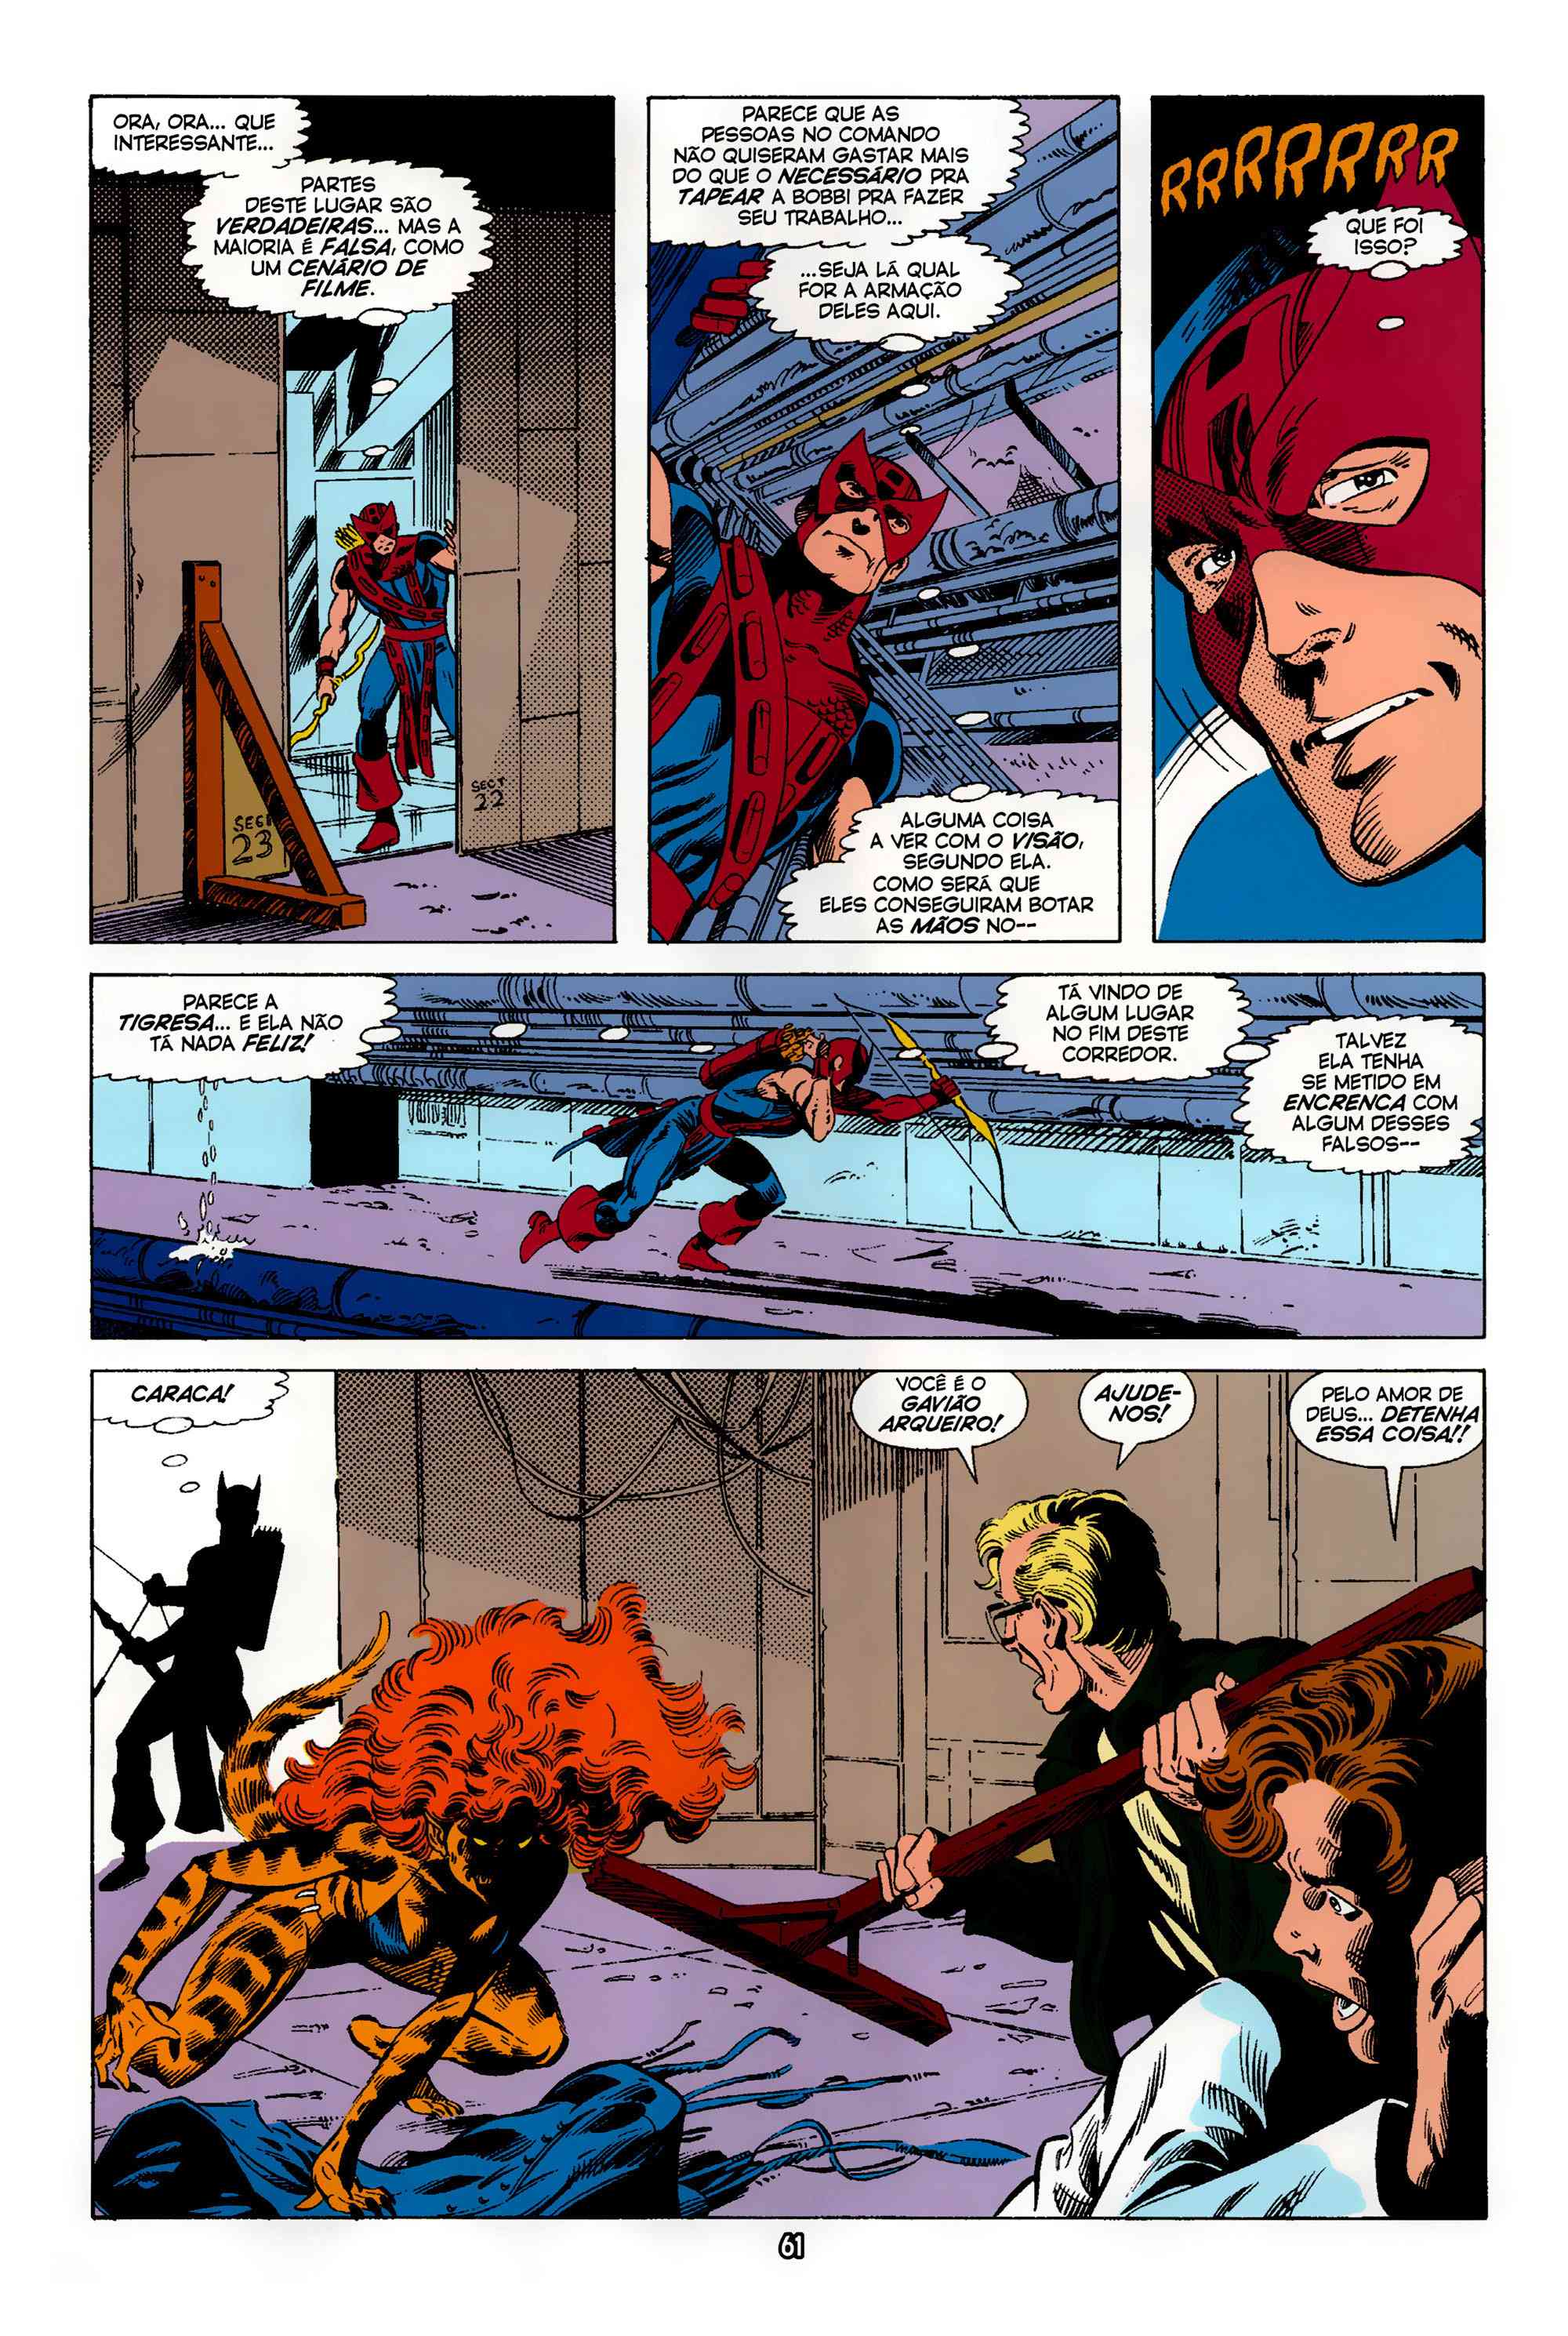 ORA, ORA... QUE
INTERESSANTE...
PARTES
DESTE LUGAR SÃO
VERDADEIRAS... MAS A
MAIORIA É FALSA, COMO
UM CENÁRIO DE
FILME.
SECT
22
SECT
23
PARECE QUE AS
PESSOAS NO COMANDO
NÃO QUISERAM GASTAR MAIS
DO QUE O NECESSÁRIO PRA
TAPEAR A BOBBI PRA FAZER
SEU TRABALHO...
...SEJA LÁ QUAL
FOR A ARMAÇÃO
DELES AQUI.
ALGUMA COISA
A VER COM O VISÃO,
SEGUNDO ELA.
COMO SERÁ QUE
ELES CONSEGUIRAM BOTAR
AS MÃOS NO--
RRRRRRR
QUE FOI
ISSO?
PARECE A
TIGRESA... E ELA NÃO
TÁ NADA FELIZ!
TÁ VINDO DE
ALGUM LUGAR
NO FIM DESTE
CORREDOR.
TALVEZ
ELA TENHA
SE METIDO EM
ENCRENCA COM
ALGUM DESSES
FALSOS--
CARACA!
VOCÊ É O
GAVIÃO
ARQUEIRO!
AJUDE-
NOS!
PELO AMOR DE
DEUS... DETENHA
ESSA COISA!!
61